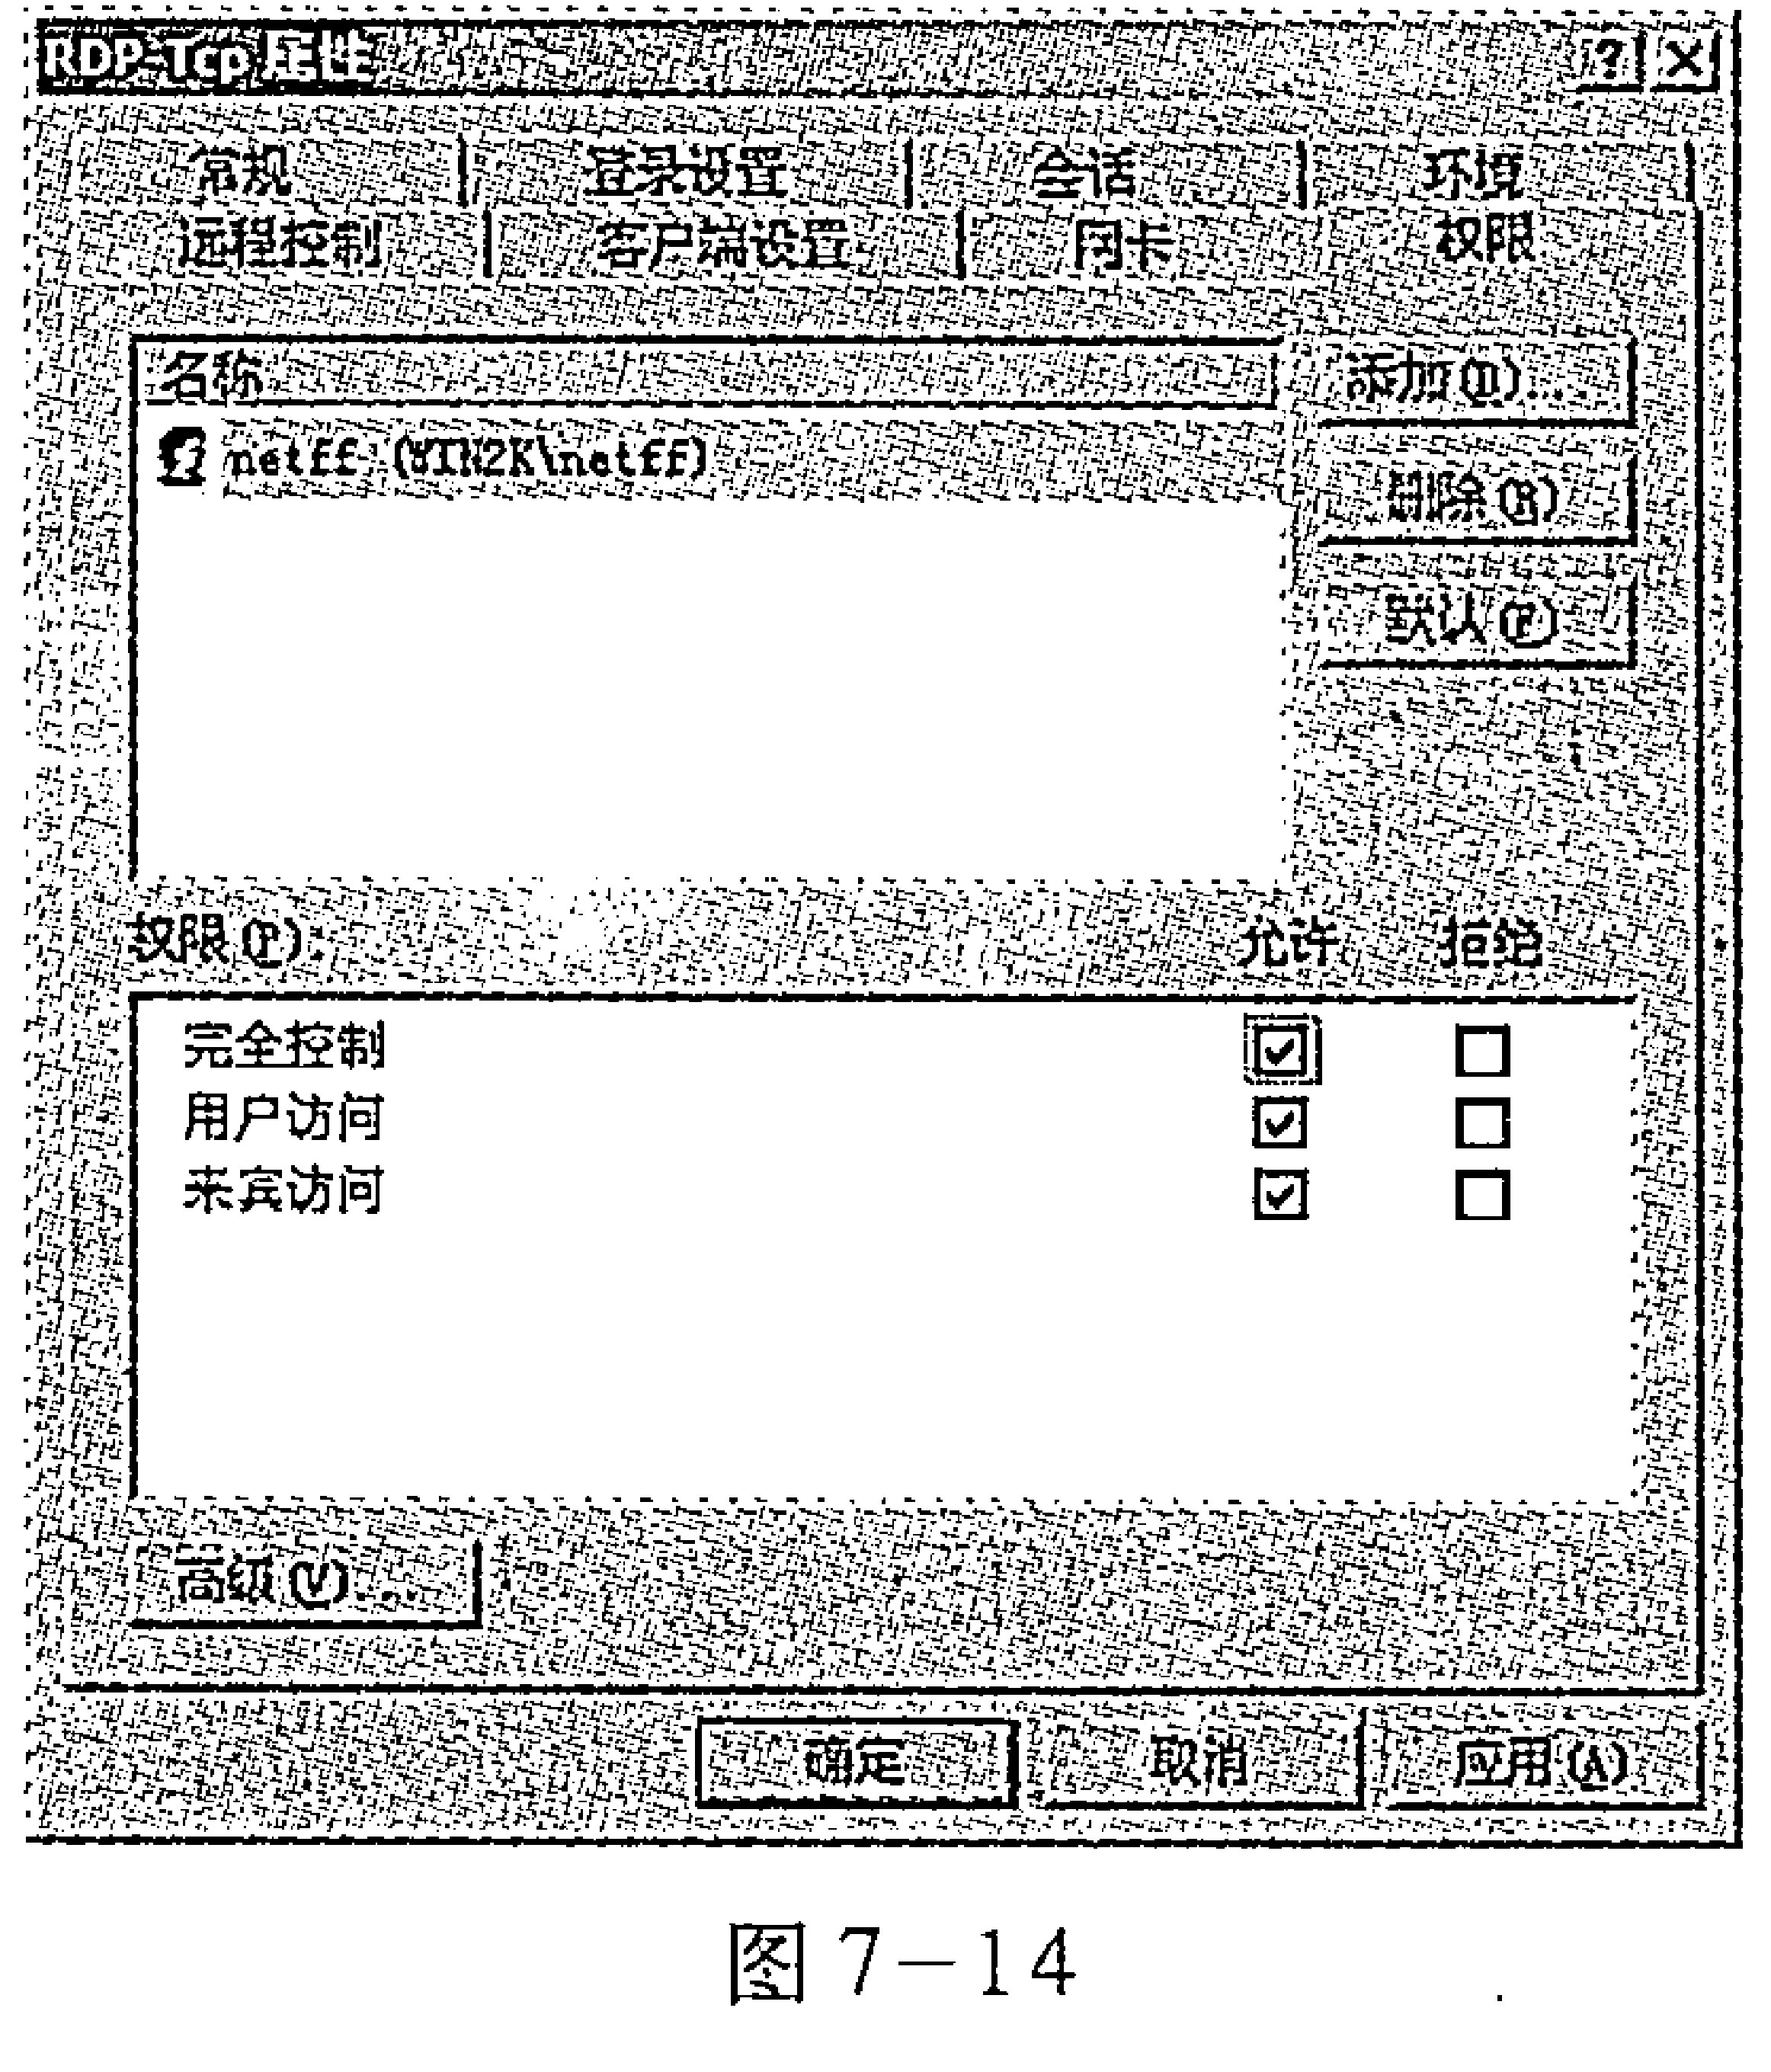 RDP-Tcp 属性
常规 登录设置 会话 环境
远程控制 客户端设置 网卡 权限
名称
添加(D)...
netff (WIN2K\netff)
删除(R)
默认(F)
权限(P): 允许 拒绝
完全控制
用户访问
来宾访问
高级(V)...
确定 取消 应用(A)
图 7-14